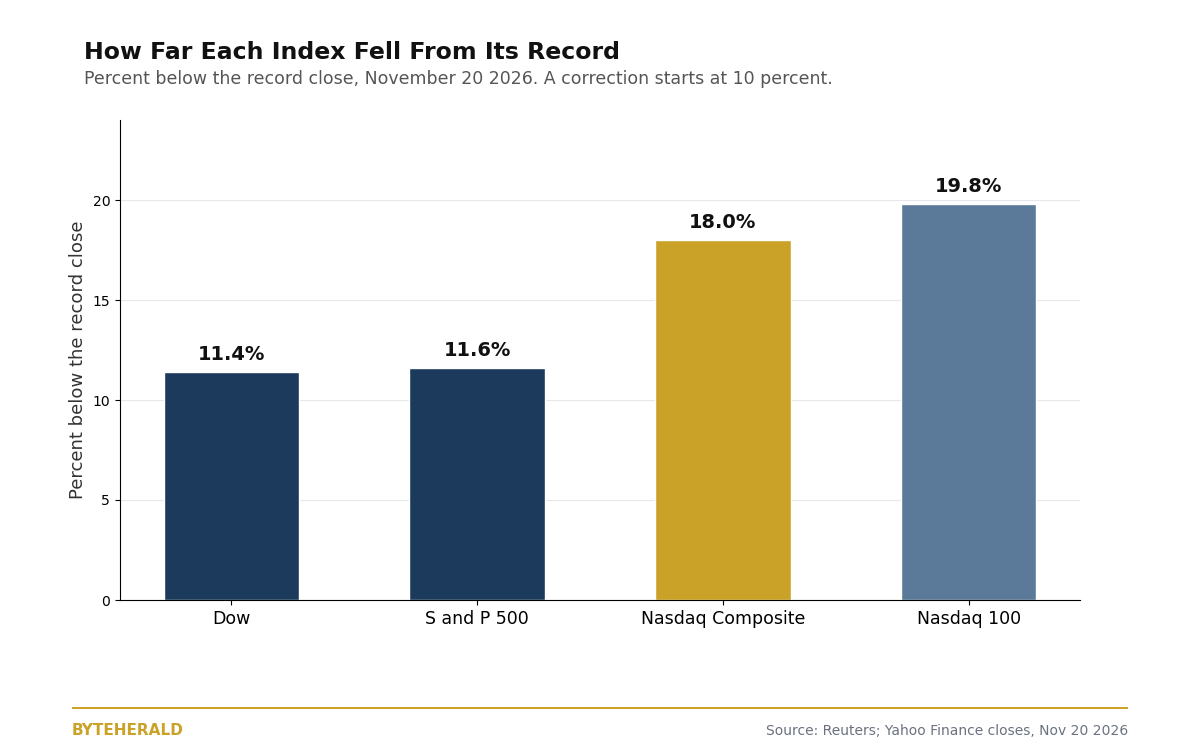 How Far Each Index Fell From Its Record
Percent below the record close, November 20 2026. A correction starts at 10 percent.
Percent below the record close
20
15
10
5
0
11.4%
11.6%
18.0%
19.8%
Dow
S and P 500
Nasdaq Composite
Nasdaq 100
BYTEHERALD
Source: Reuters; Yahoo Finance closes, Nov 20 2026